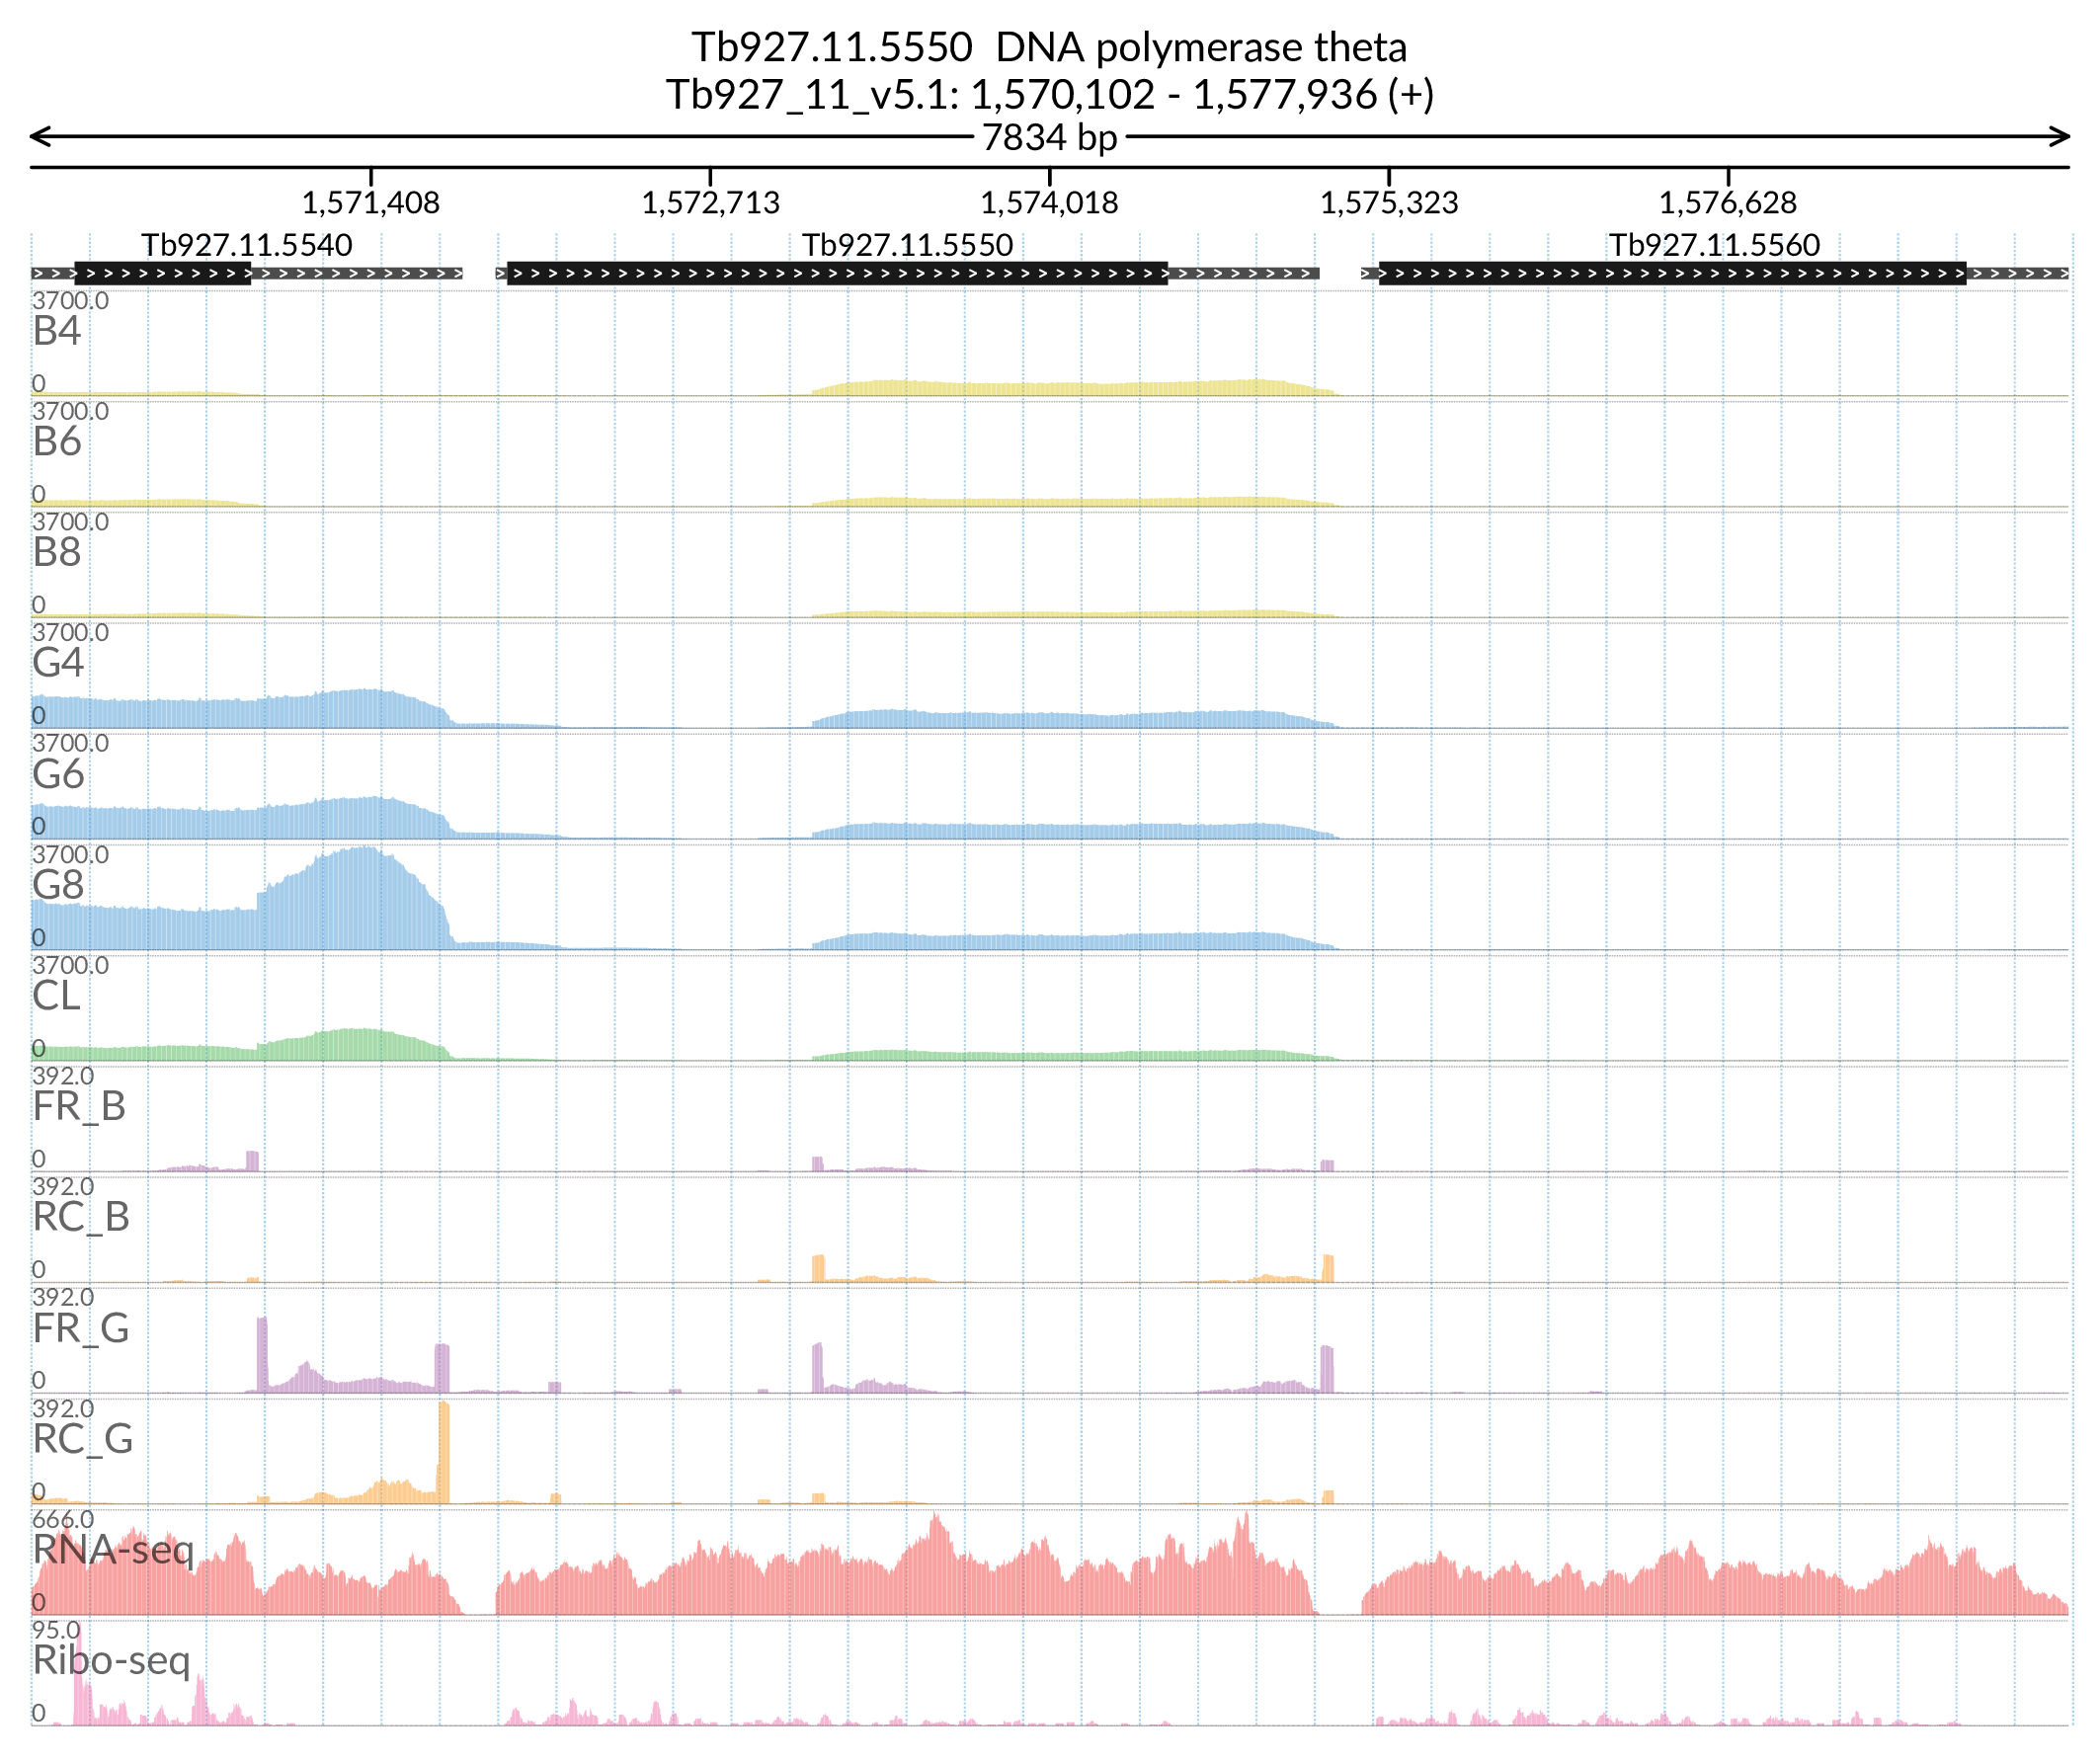 Tb927.11.5550  DNA polymerase theta
Tb927_11_v5.1: 1,570,102 - 1,577,936 (+)
7834 bp
1,571,408 1,572,713 1,574,018 1,575,323 1,576,628
Tb927.11.5540 Tb927.11.5550 Tb927.11.5560
3700.0
B4
0
3700.0
B6
0
3700.0
B8
0
3700.0
G4
0
3700.0
G6
0
3700.0
G8
0
3700.0
CL
0
392.0
FR_B
0
392.0
RC_B
0
392.0
FR_G
0
392.0
RC_G
0
666.0
RNA-seq
0
95.0
Ribo-seq
0